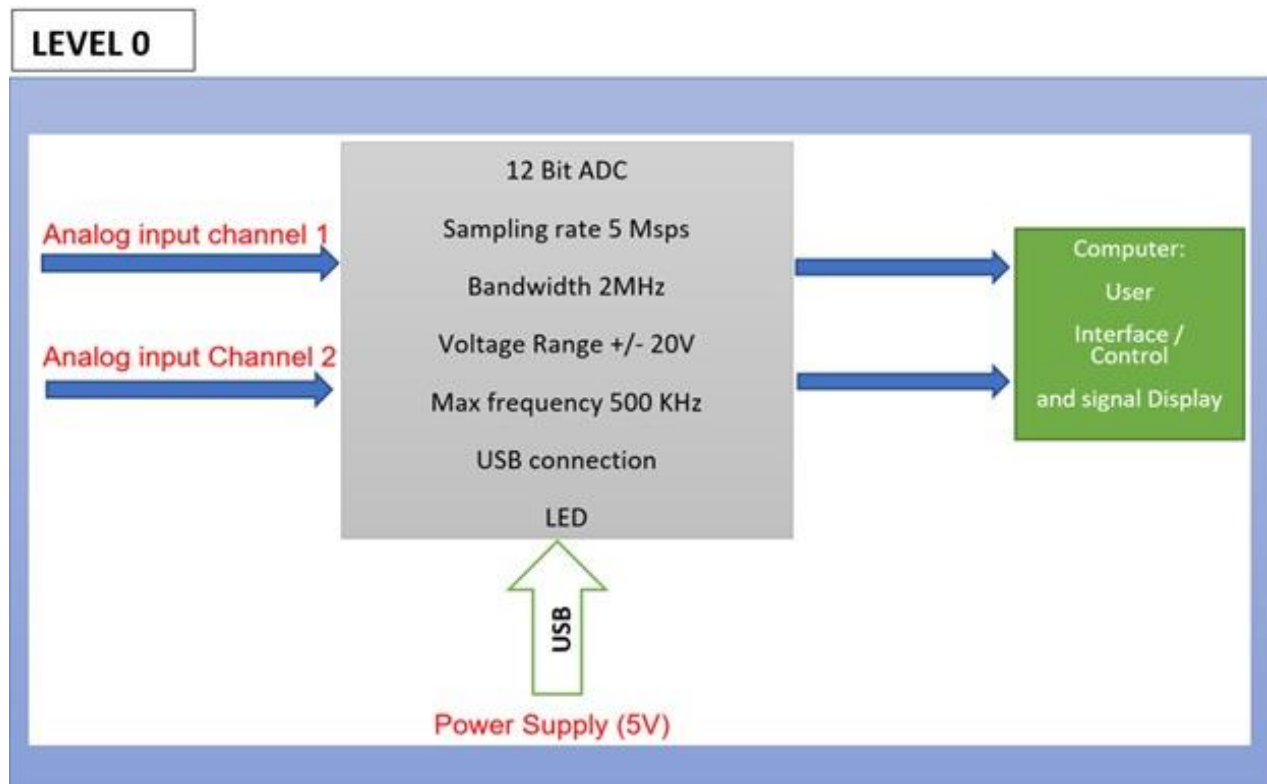 LEVEL 0
12 Bit ADC
Sampling rate 5 Msps
Bandwidth 2MHz
Voltage Range +/- 20V
Max frequency 500 KHz
USB connection
LED
Analog input channel 1
Analog input Channel 2
Computer:
User
Interface /
Control
and signal Display
USB
Power Supply (5V)